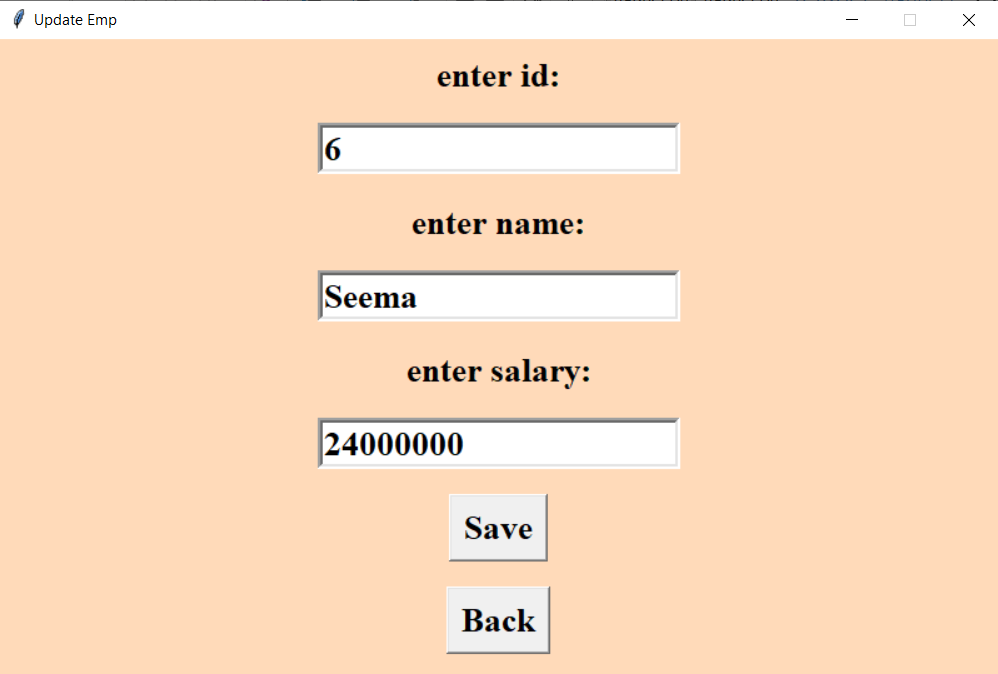 Update Emp
enter id:
6
enter name:
Seema
enter salary:
24000000
Save
Back